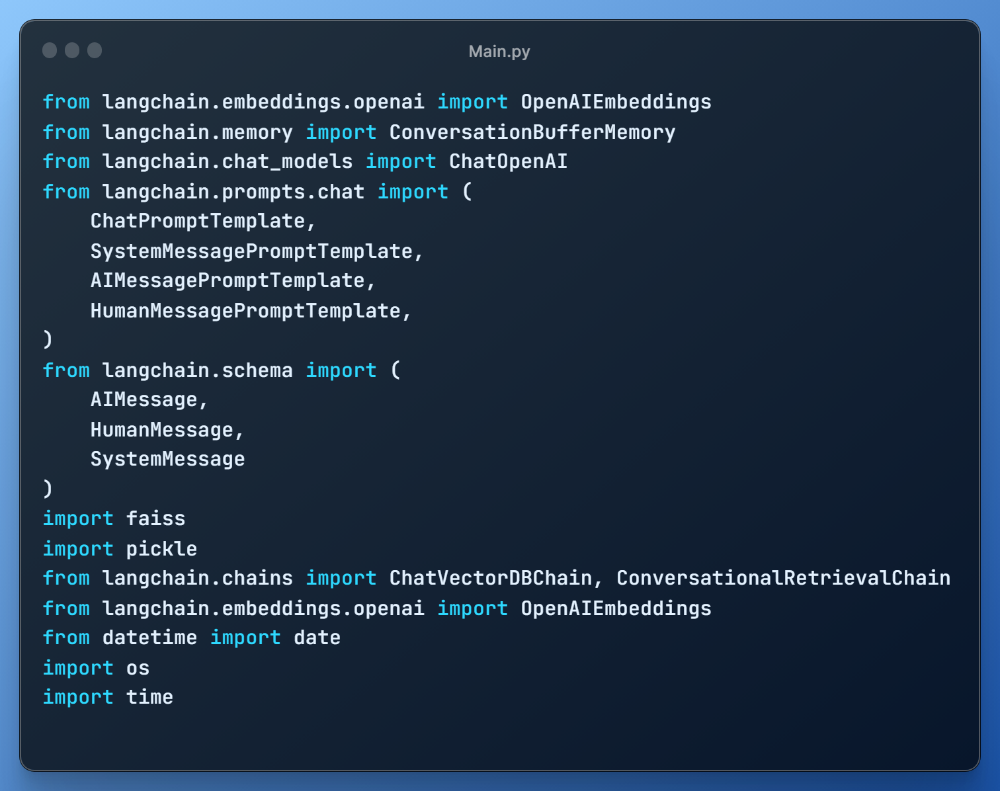 Main.py
from langchain.embeddings.openai import OpenAIEmbeddings
from langchain.memory import ConversationBufferMemory
from langchain.chat_models import ChatOpenAI
from langchain.prompts.chat import (
    ChatPromptTemplate,
    SystemMessagePromptTemplate,
    AIMessagePromptTemplate,
    HumanMessagePromptTemplate,
)
from langchain.schema import (
    AIMessage,
    HumanMessage,
    SystemMessage
)
import faiss
import pickle
from langchain.chains import ChatVectorDBChain, ConversationalRetrievalChain
from langchain.embeddings.openai import OpenAIEmbeddings
from datetime import date
import os
import time